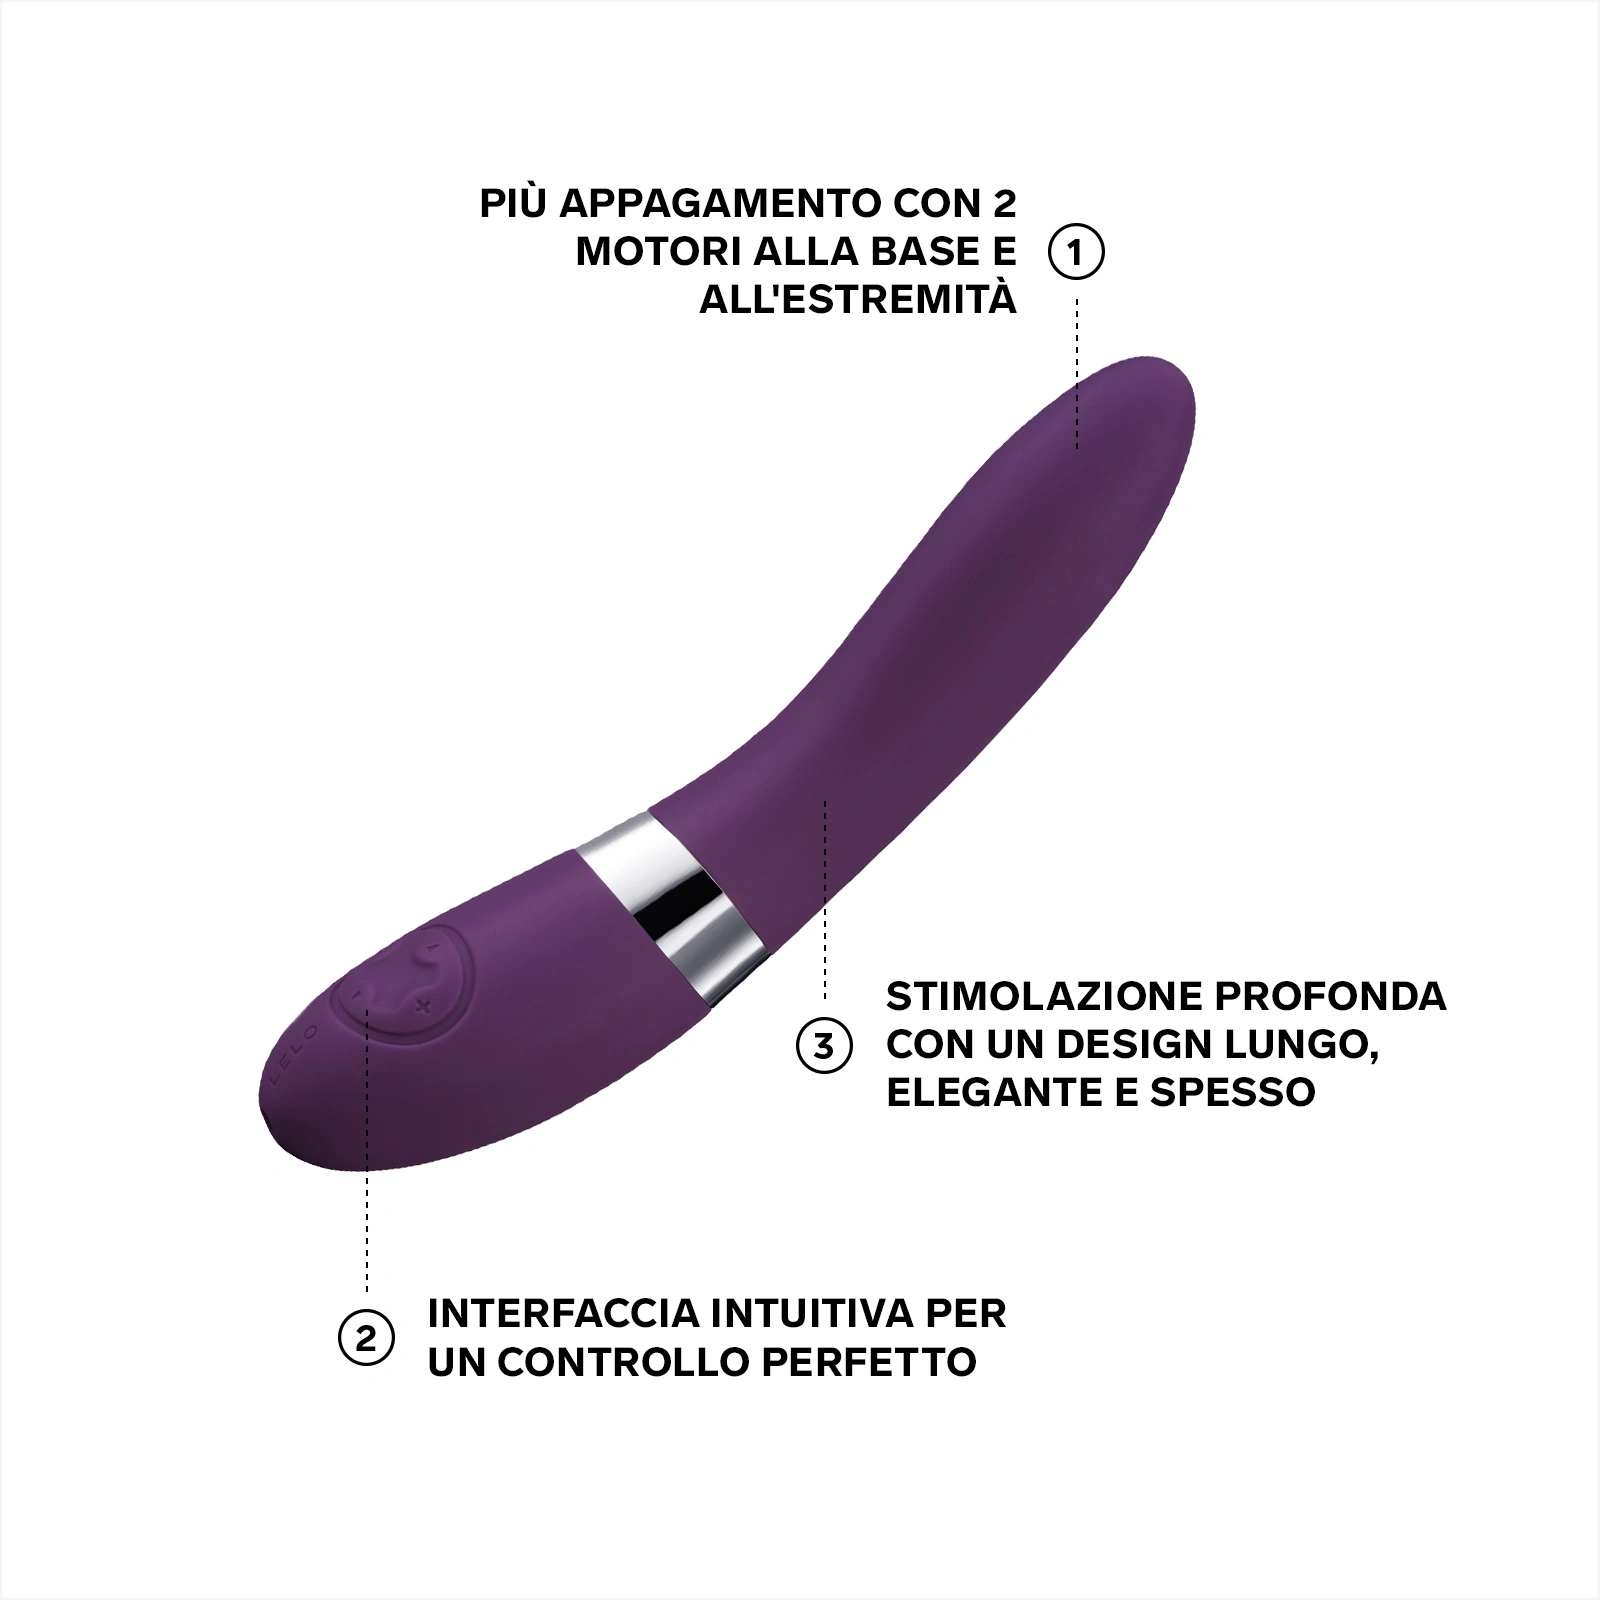 PIÙ APPAGAMENTO CON 2
MOTORI ALLA BASE E
ALL'ESTREMITÀ
1
LELO
+
3
STIMOLAZIONE PROFONDA
CON UN DESIGN LUNGO,
ELEGANTE E SPESSO
2
INTERFACCIA INTUITIVA PER
UN CONTROLLO PERFETTO